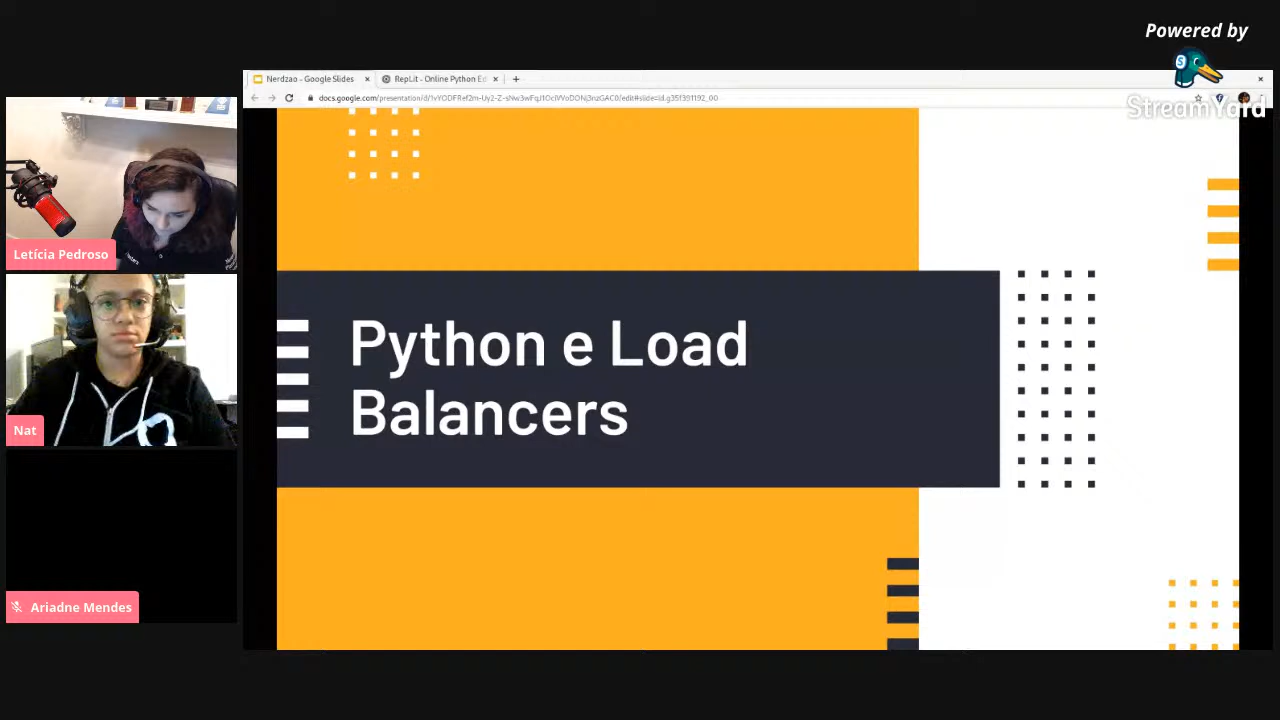 Powered by
StreamYard
Nerdzao - Google Slides
RepLit - Online Python Ed
Letícia Pedroso
Nat
Ariadne Mendes
Python e Load
Balancers